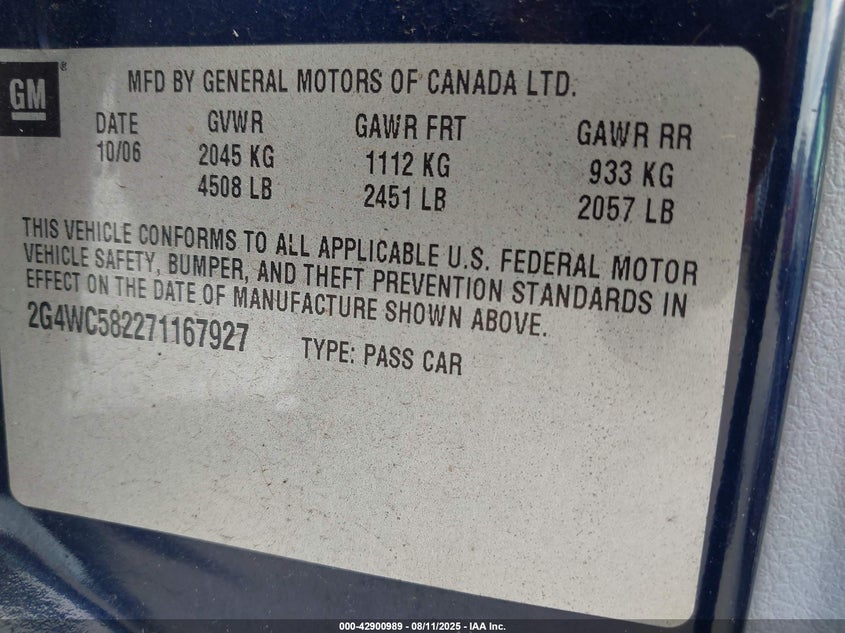 GM®
MFD BY GENERAL MOTORS OF CANADA LTD.
DATE GVWR GAWR FRT GAWR RR
10/06 2045 KG 1112 KG 933 KG
4508 LB 2451 LB 2057 LB
THIS VEHICLE CONFORMS TO ALL APPLICABLE U.S. FEDERAL MOTOR
VEHICLE SAFETY, BUMPER, AND THEFT PREVENTION STANDARDS IN
EFFECT ON THE DATE OF MANUFACTURE SHOWN ABOVE.
2G4WC582271167927 TYPE: PASS CAR
000-42900989 - 08/11/2025 - IAA Inc.